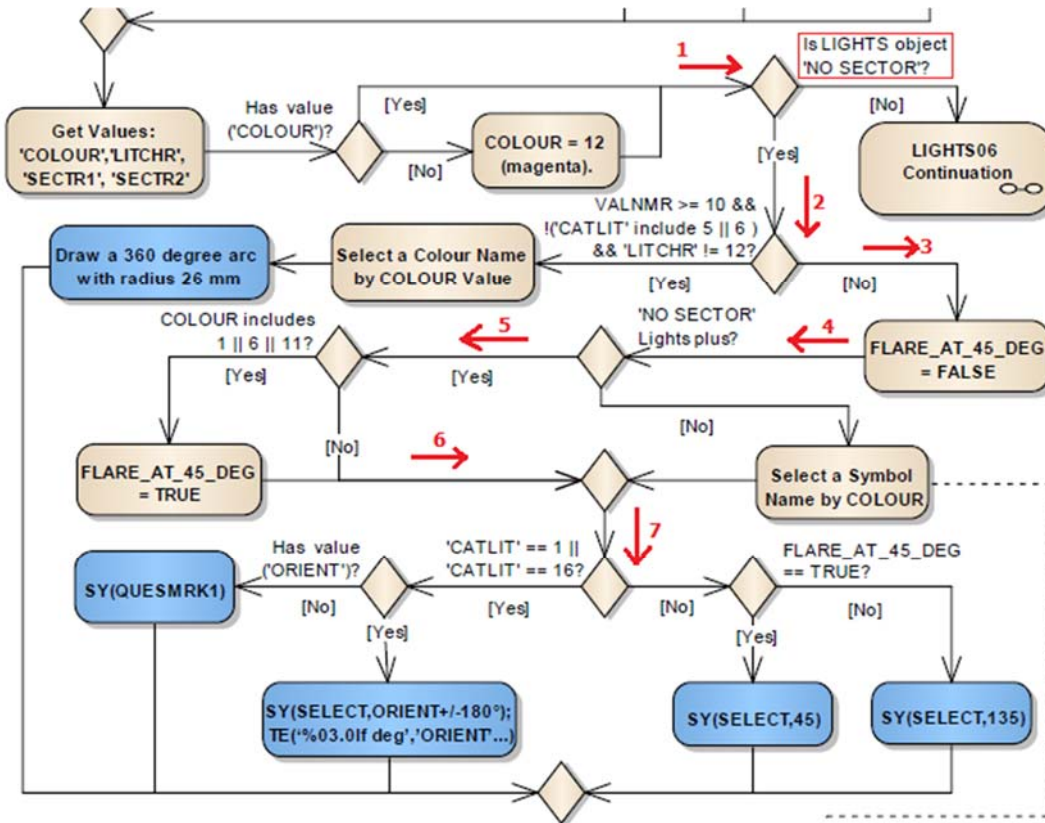 1
Is LIGHTS object
'NO SECTOR'?
Has value
('COLOUR')?
[Yes]
[No]
Get Values:
'COLOUR','LITCHR',
'SECTR1', 'SECTR2'
[No]
COLOUR = 12
(magenta).
[Yes]
LIGHTS06
Continuation
VALNMR >= 10 &&
!('CATLIT' include 5 || 6 )
&& 'LITCHR' != 12?
2
3
Draw a 360 degree arc
with radius 26 mm
Select a Colour Name
by COLOUR Value
[Yes]
[No]
COLOUR includes
1 || 6 || 11?
5
'NO SECTOR'
Lights plus?
4
FLARE_AT_45_DEG
= FALSE
[Yes]
[Yes]
[No]
[No]
6
FLARE_AT_45_DEG
= TRUE
Select a Symbol
Name by COLOUR
7
Has value
('ORIENT')?
'CATLIT' == 1 ||
'CATLIT' == 16?
FLARE_AT_45_DEG
== TRUE?
SY(QUESMRK1)
[No]
[Yes]
[No]
[No]
[Yes]
[Yes]
SY(SELECT,ORIENT+/-180°);
TE('%03.0lf deg','ORIENT'...)
SY(SELECT,45)
SY(SELECT,135)